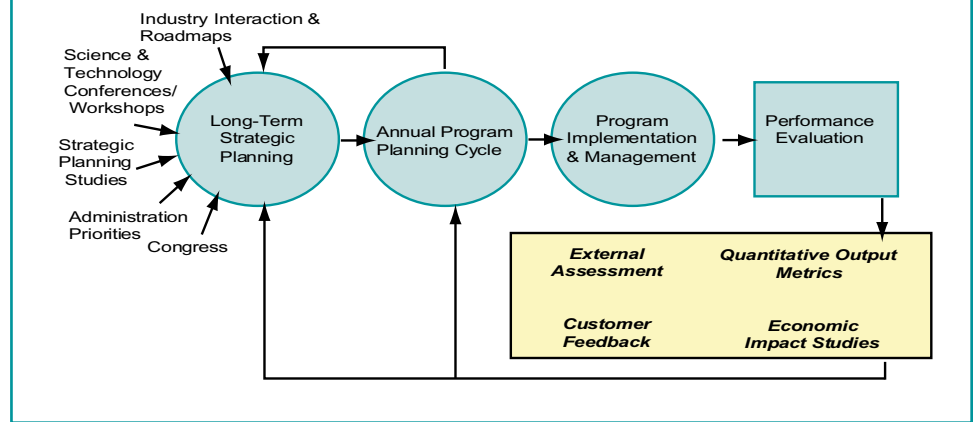 Industry Interaction &
Roadmaps
Science &
Technology
Conferences/
Workshops
Strategic
Planning
Studies
Administration
Priorities
Congress
Long-Term
Strategic
Planning
Annual Program
Planning Cycle
Program
Implementation
& Management
Performance
Evaluation
External
Assessment
Quantitative Output
Metrics
Customer
Feedback
Economic
Impact Studies